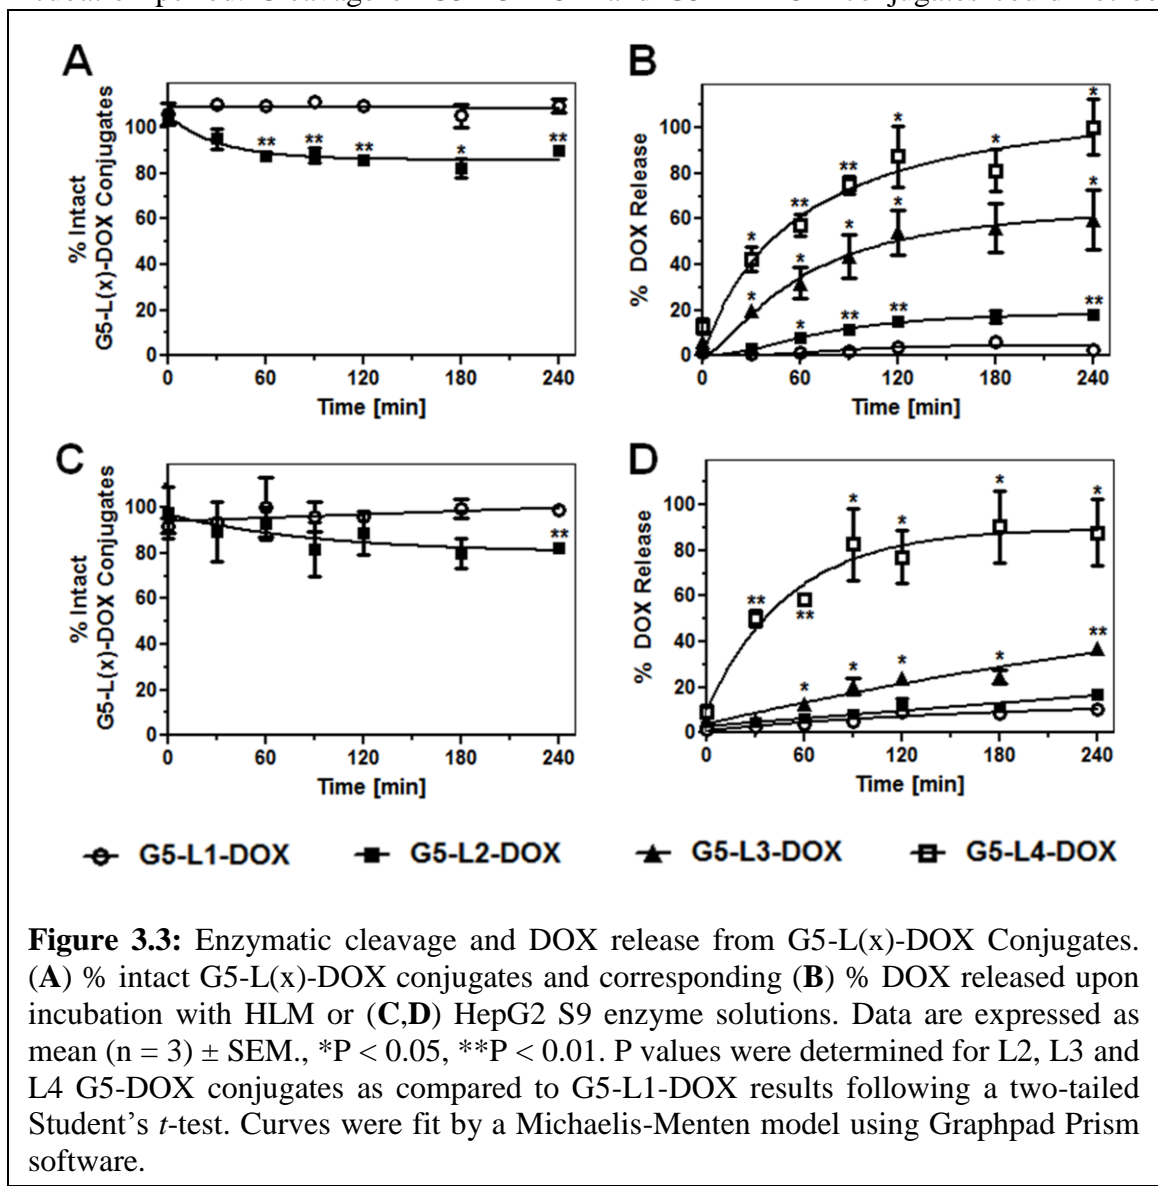 A
% Intact
G5-L(x)-DOX Conjugates
100
80
60
40
20
0
0 60 120 180 240
Time [min]
** ** ** * **
B
% DOX Release
100
80
60
40
20
0
0 60 120 180 240
Time [min]
* ** ** * * *
* * * * *
* ** ** **
C
% Intact
G5-L(x)-DOX Conjugates
100
80
60
40
20
0
0 60 120 180 240
Time [min]
**
D
% DOX Release
100
80
60
40
20
0
0 60 120 180 240
Time [min]
** ** * * * *
* * * * **
G5-L1-DOX G5-L2-DOX G5-L3-DOX G5-L4-DOX
Figure 3.3: Enzymatic cleavage and DOX release from G5-L(x)-DOX Conjugates.
(A) % intact G5-L(x)-DOX conjugates and corresponding (B) % DOX released upon
incubation with HLM or (C,D) HepG2 S9 enzyme solutions. Data are expressed as
mean (n = 3) ± SEM., *P < 0.05, **P < 0.01. P values were determined for L2, L3 and
L4 G5-DOX conjugates as compared to G5-L1-DOX results following a two-tailed
Student’s t-test. Curves were fit by a Michaelis-Menten model using Graphpad Prism
software.